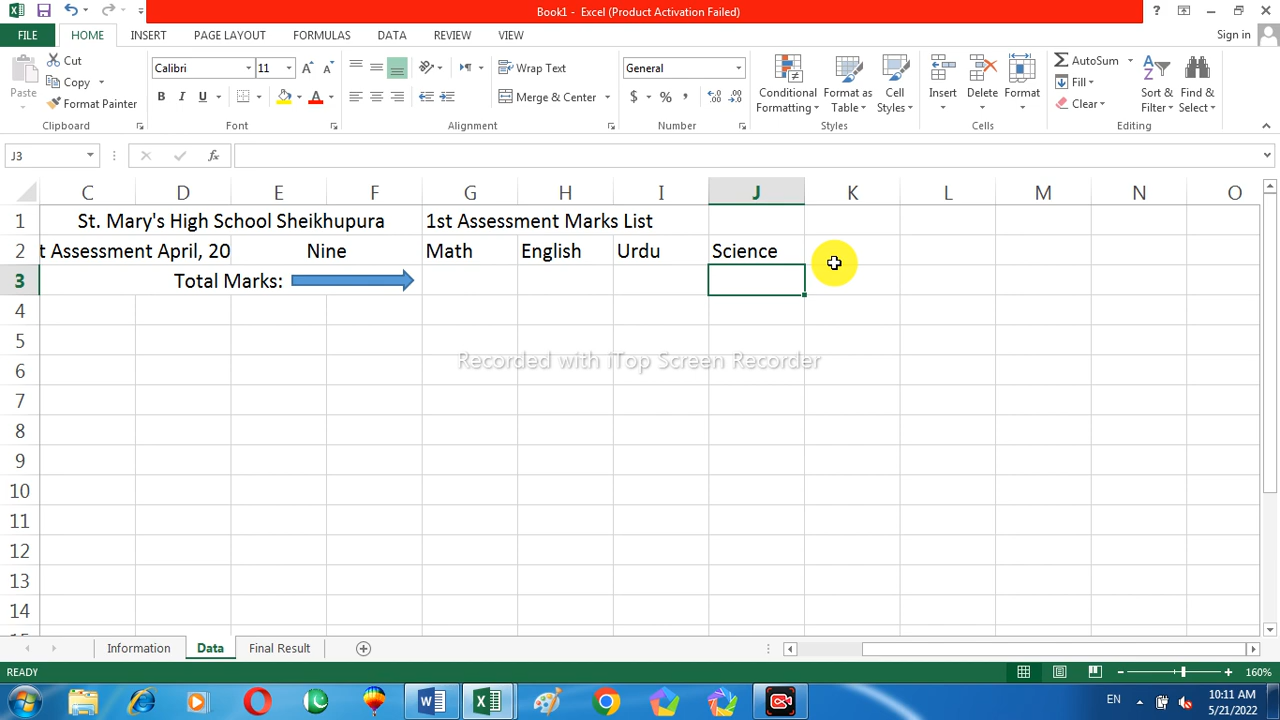 Book1 - Excel (Product Activation Failed)
FILE HOME INSERT PAGE LAYOUT FORMULAS DATA REVIEW VIEW Sign in
Paste Cut Copy Format Painter
Calibri 11 B I U A A A
Wrap Text Merge & Center
General $ % ,
Conditional Formatting Format as Table Cell Styles
Insert Delete Format
AutoSum Fill Clear Sort & Filter Find & Select
Clipboard Font Alignment Number Styles Cells Editing
J3 fx
C D E F G H I J K L M N O
1 St. Mary's High School Sheikhupura 1st Assessment Marks List
2 t Assessment April, 20 Nine Math English Urdu Science
3 Total Marks:
4
5
6
Recorded with iTop Screen Recorder
7
8
9
10
11
12
13
14
Information Data Final Result
READY 160%
EN 10:11 AM
5/21/2022